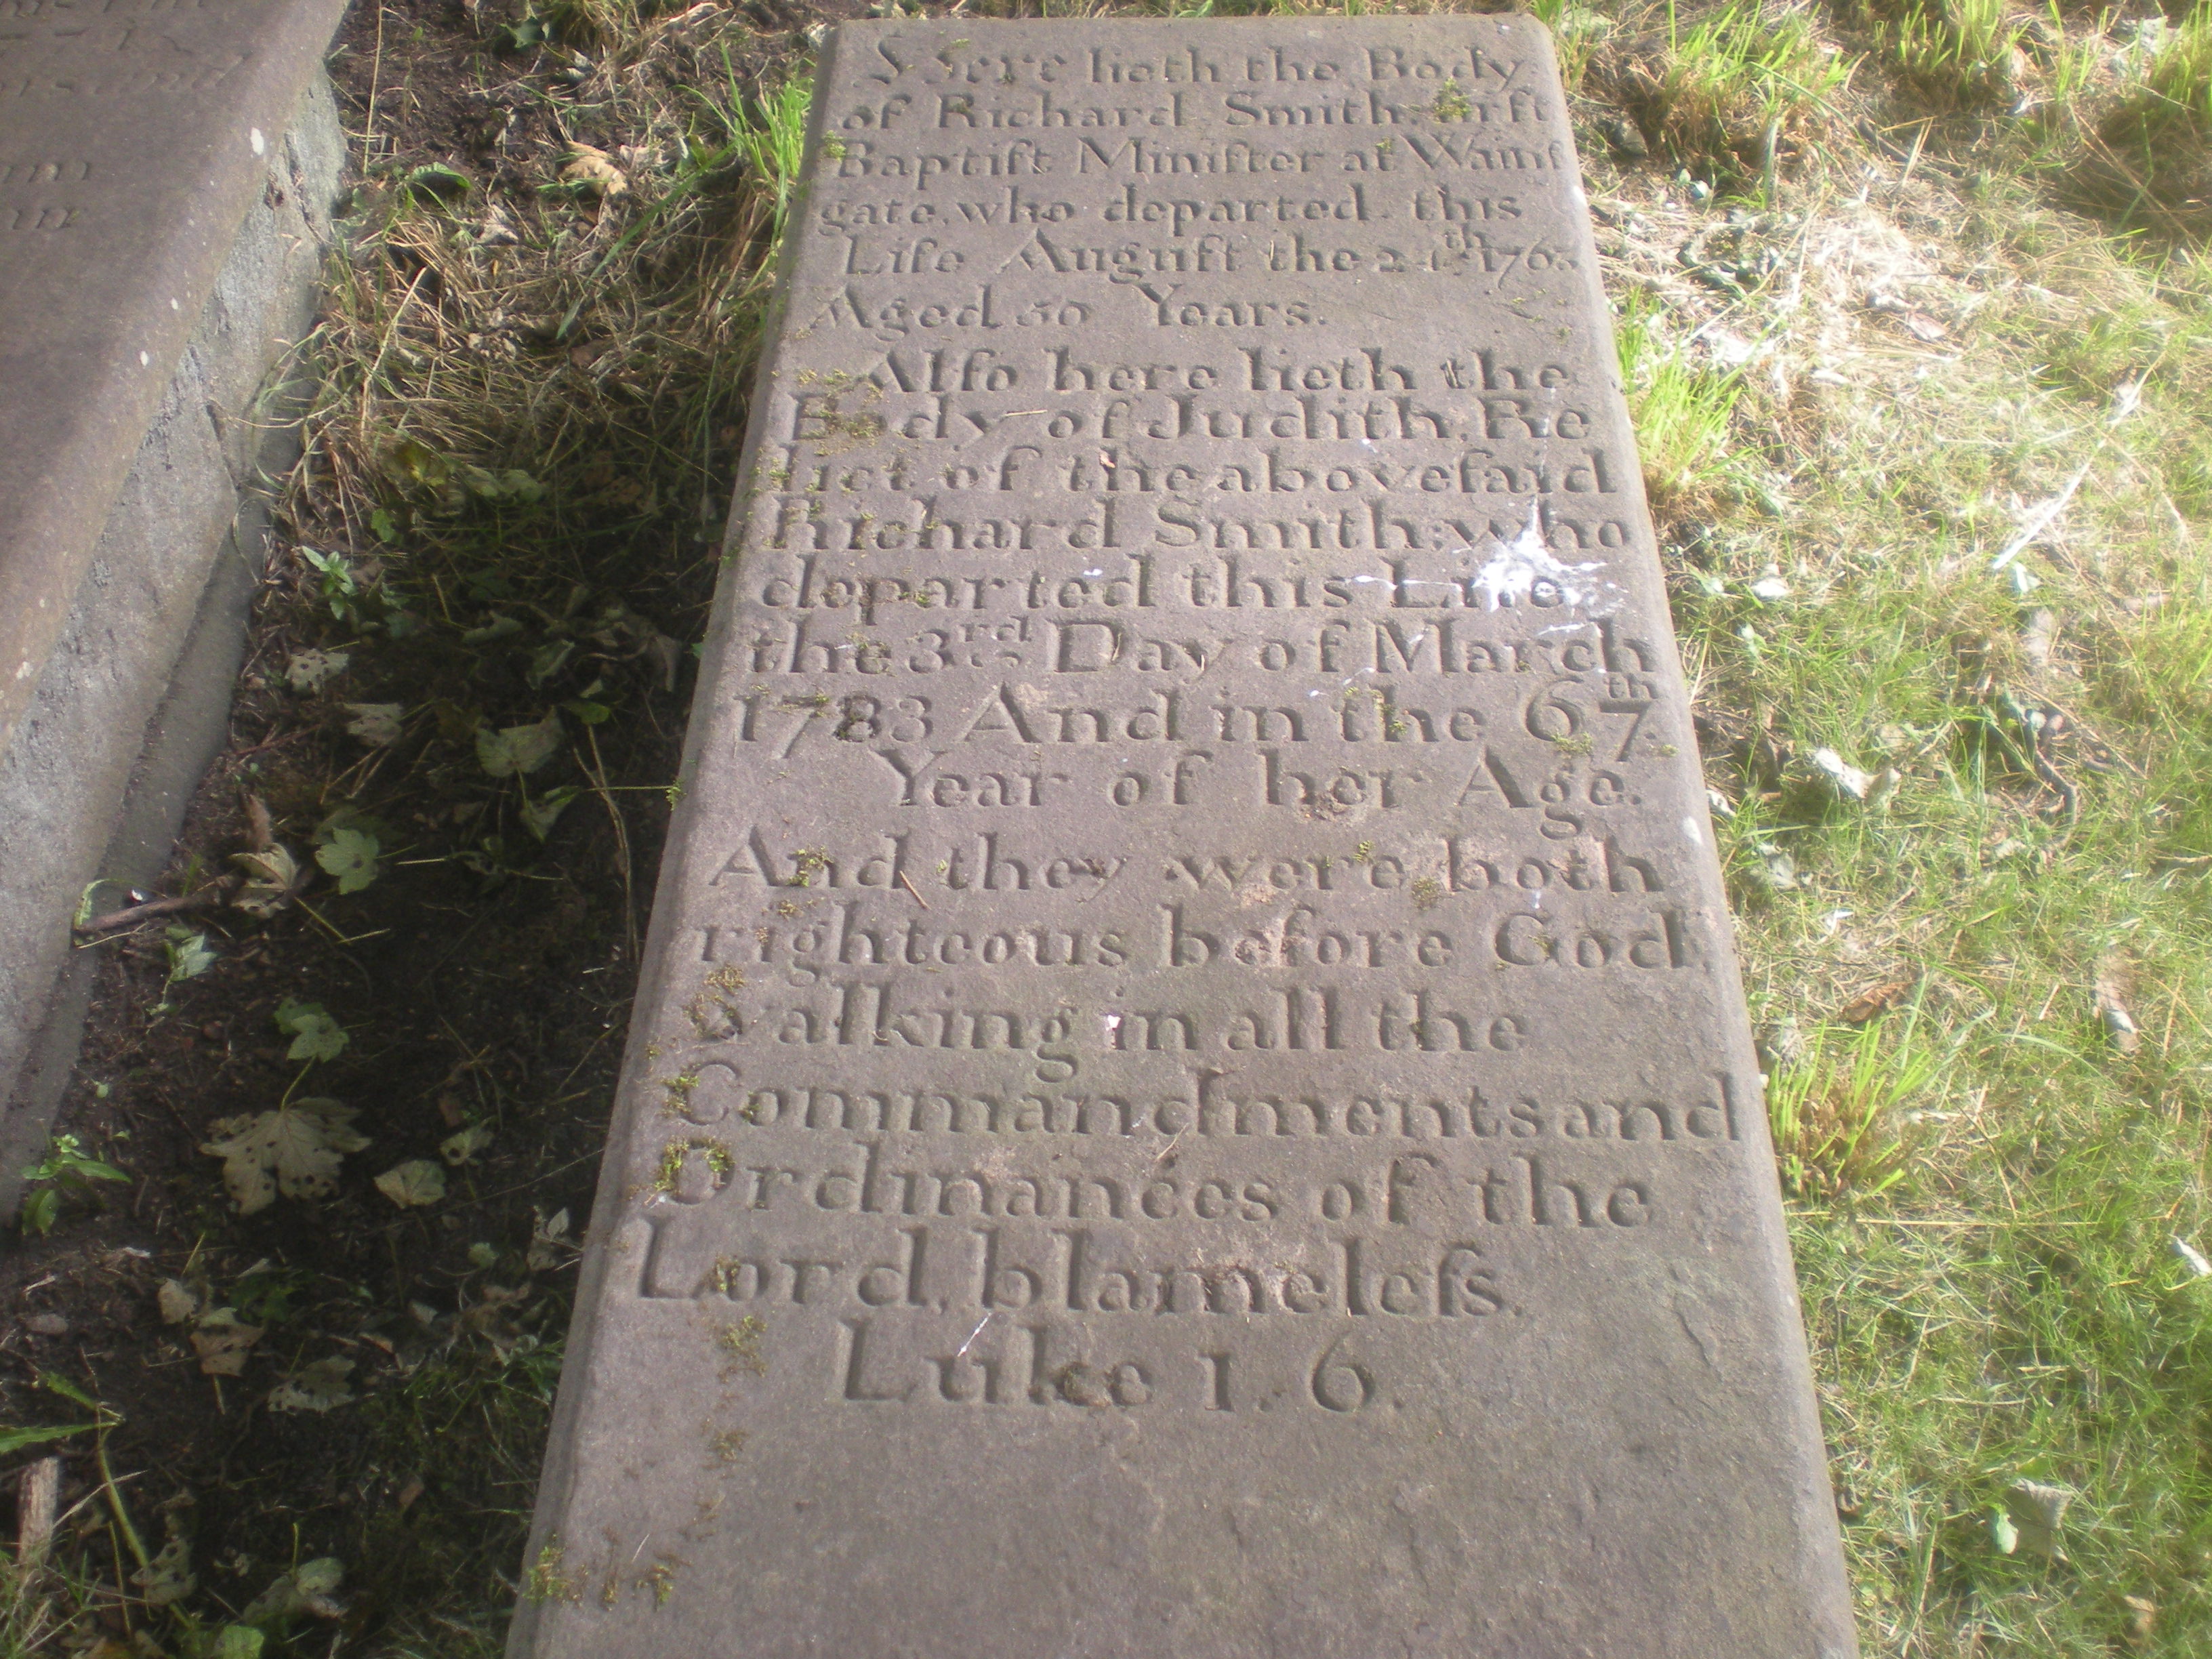 Here lieth the Body
of Richard Smith, firſt
Baptiſt Miniſter at Wainſ
gate, who departed this
Life Auguſt the 24th 1763
Aged 50 Years.
Alſo here lieth the
Body of Judith, Re
lict of the aboveſaid
Richard Smith; who
departed this Life
the 3rd Day of March
1783 And in the 67th
Year of her Age.
And they were both
righteous before God,
Walking in all the
Commandments and
Ordinances of the
Lord, blameleſs.
Luke 1. 6.